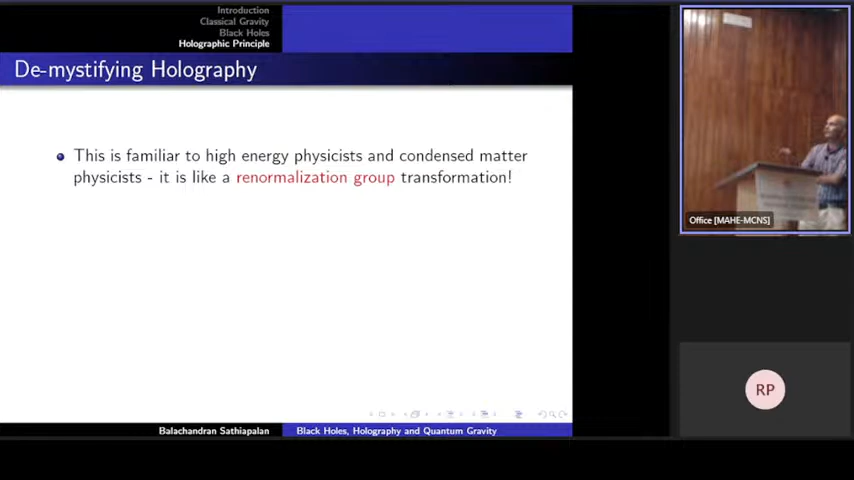 Introduction
Classical Gravity
Black Holes
Holographic Principle
De-mystifying Holography
This is familiar to high energy physicists and condensed matter
physicists - it is like a renormalization group transformation!
Office [MAHE-MCNS]
RP
Balachandran Sathiapalan
Black Holes, Holography and Quantum Gravity